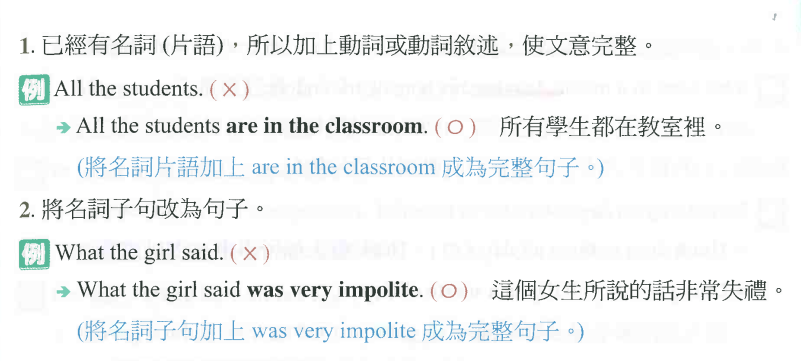 1. 已經有名詞 (片語)，所以加上動詞或動詞敘述，使文意完整。
例 All the students. (×)
➔ All the students are in the classroom. (○) 所有學生都在教室裡。
(將名詞片語加上 are in the classroom 成為完整句子。)
2. 將名詞子句改為句子。
例 What the girl said. (×)
➔ What the girl said was very impolite. (○) 這個女生所說的話非常失禮。
(將名詞子句加上 was very impolite 成為完整句子。)